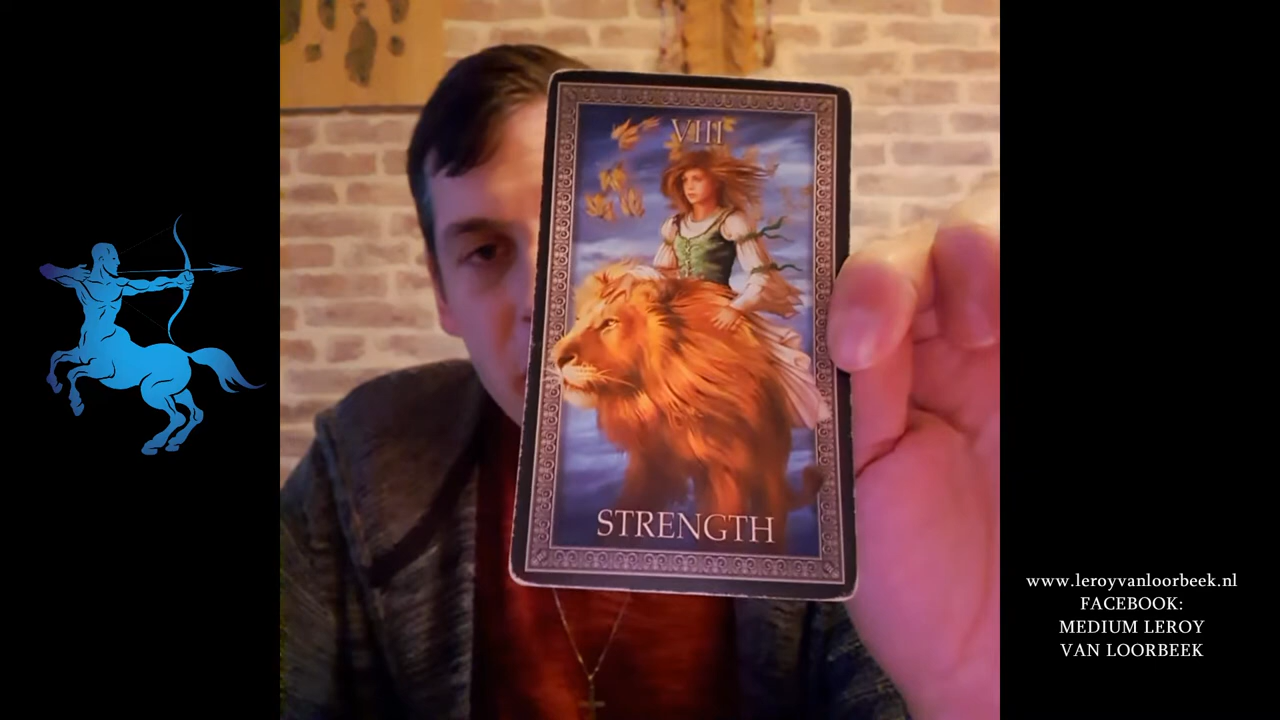 VIII
STRENGTH
www.leroyvanloorbeek.nl
FACEBOOK:
MEDIUM LEROY
VAN LOORBEEK